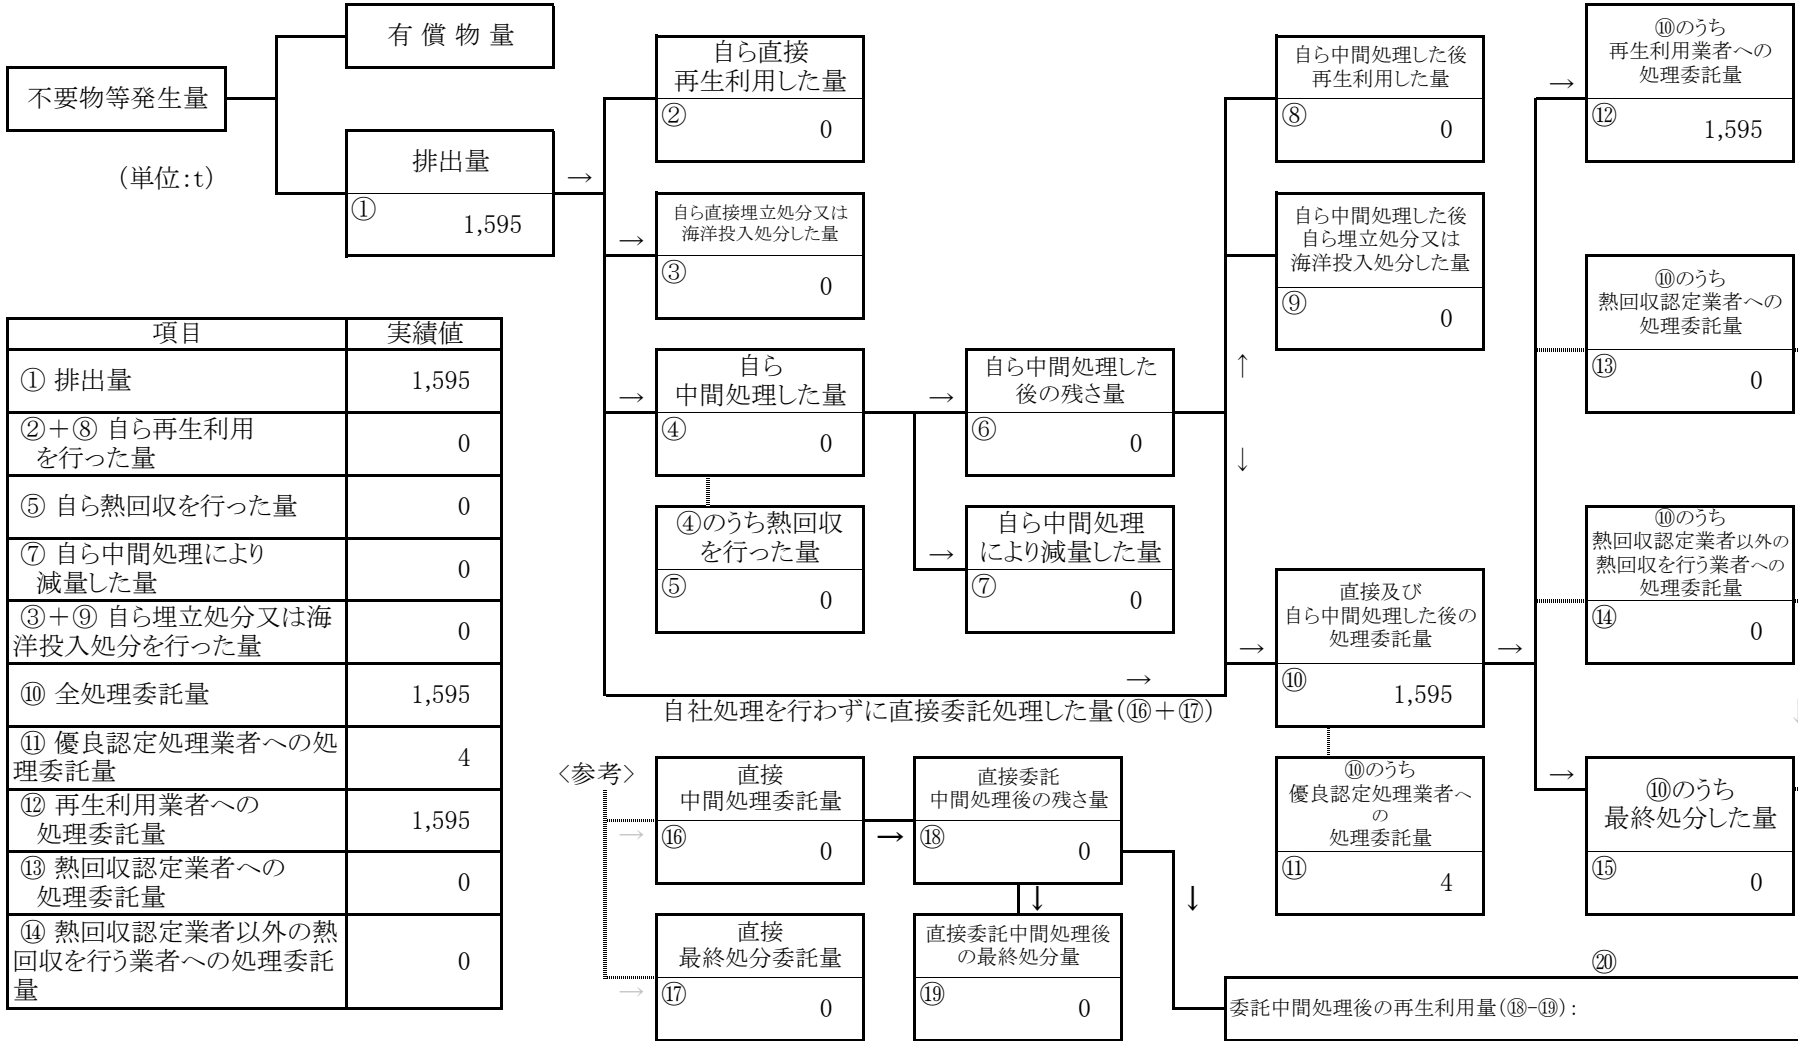 不要物等発生量
(単位:t)
有 償 物 量
排出量
①
1,595
→
自ら直接
再生利用した量
②
0
→
自ら直接埋立処分又は
海洋投入処分した量
③
0
→
自ら
中間処理した量
④
0
④のうち熱回収
を行った量
⑤
0
→
自ら中間処理した
後の残さ量
⑥
0
→
自ら中間処理
により減量した量
⑦
0
自ら中間処理した後
再生利用した量
⑧
0
自ら中間処理した後
自ら埋立処分又は
海洋投入処分した量
⑨
0
↑
↓
→
自社処理を行わずに直接委託処理した量(⑯+⑰)
→
直接及び
自ら中間処理した後の
処理委託量
⑩
1,595
⑩のうち
優良認定処理業者へ
の
処理委託量
⑪
4
→
→
⑩のうち
再生利用業者への
処理委託量
⑫
1,595
⑩のうち
熱回収認定業者への
処理委託量
⑬
0
⑩のうち
熱回収認定業者以外の
熱回収を行う業者への
処理委託量
⑭
0
↓
→
⑩のうち
最終処分した量
⑮
0
項目 実績値
① 排出量 1,595
②+⑧ 自ら再生利用
を行った量 0
⑤ 自ら熱回収を行った量 0
⑦ 自ら中間処理により
減量した量 0
③+⑨ 自ら埋立処分又は海
洋投入処分を行った量 0
⑩ 全処理委託量 1,595
⑪ 優良認定処理業者への処
理委託量 4
⑫ 再生利用業者への
処理委託量 1,595
⑬ 熱回収認定業者への
処理委託量 0
⑭ 熱回収認定業者以外の熱
回収を行う業者への処理委託
量 0
<参考>
→
直接
中間処理委託量
⑯
0
→
直接
最終処分委託量
⑰
0
→
直接委託
中間処理後の残さ量
⑱
0
↓
直接委託中間処理後
の最終処分量
⑲
0
↓
⑳
委託中間処理後の再生利用量(⑱-⑲):